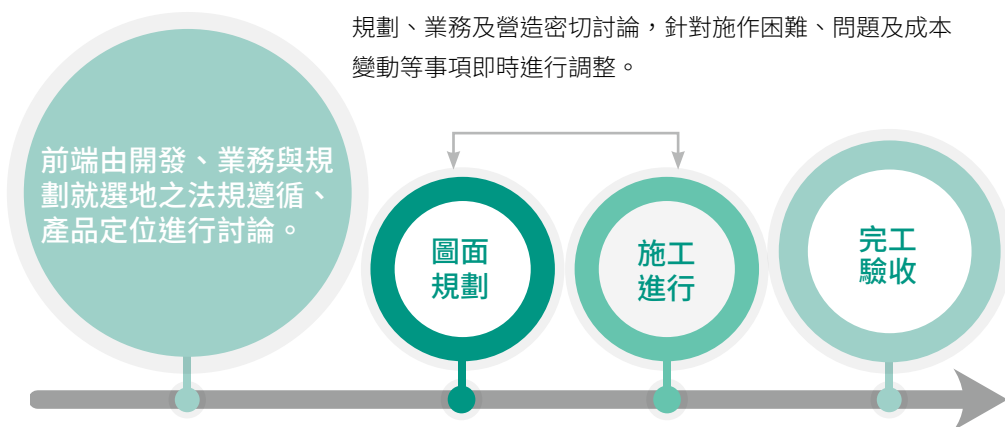 規劃、業務及營造密切討論，針對施作困難、問題及成本
變動等事項即時進行調整。
前端由開發、業務與規
劃就選地之法規遵循、
產品定位進行討論。
圖面
規劃
施工
進行
完工
驗收